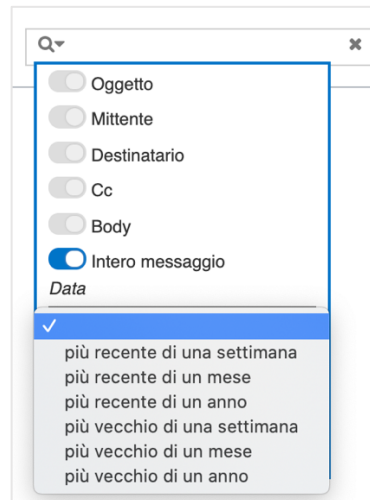 Oggetto
Mittente
Destinatario
Cc
Body
Intero messaggio
Data
più recente di una settimana
più recente di un mese
più recente di un anno
più vecchio di una settimana
più vecchio di un mese
più vecchio di un anno